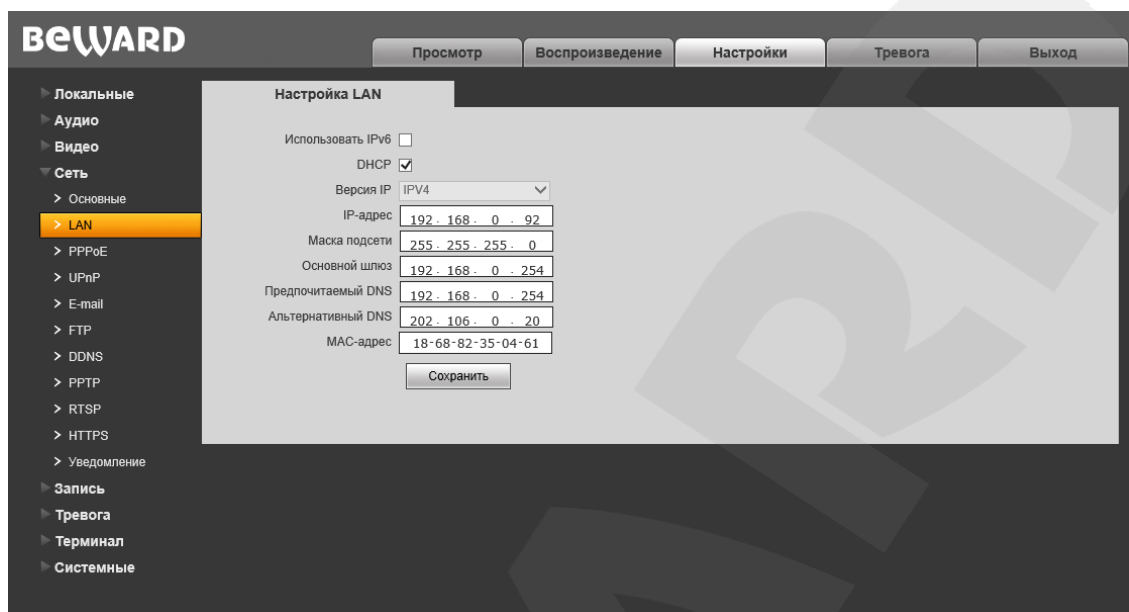 BEWARD
Просмотр Воспроизведение Настройки Тревога Выход
Локальные
Аудио
Видео
Сеть
> Основные
> LAN
> PPPoE
> UPnP
> E-mail
> FTP
> DDNS
> PPTP
> RTSP
> HTTPS
> Уведомление
Запись
Тревога
Терминал
Системные
Настройка LAN
Использовать IPv6
DHCP
Версия IP IPV4
IP-адрес 192 . 168 . 0 . 92
Маска подсети 255 . 255 . 255 . 0
Основной шлюз 192 . 168 . 0 . 254
Предпочитаемый DNS 192 . 168 . 0 . 254
Альтернативный DNS 202 . 106 . 0 . 20
MAC-адрес 18-68-82-35-04-61
Сохранить